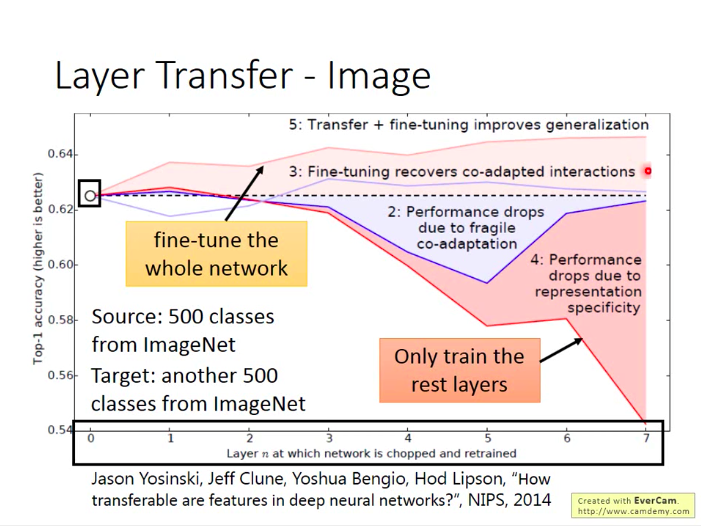 Layer Transfer - Image
5: Transfer + fine-tuning improves generalization
3: Fine-tuning recovers co-adapted interactions
2: Performance drops
due to fragile
co-adaptation
4: Performance
drops due to
representation
specificity
fine-tune the
whole network
Source: 500 classes
from ImageNet
Target: another 500
classes from ImageNet
Only train the
rest layers
Top-1 accuracy (higher is better)
0.64
0.62
0.60
0.58
0.56
0.54
0 1 2 3 4 5 6 7
Layer n at which network is chopped and retrained
Jason Yosinski, Jeff Clune, Yoshua Bengio, Hod Lipson, “How
transferable are features in deep neural networks?”, NIPS, 2014
Created with EverCam.
http://www.camdemy.com